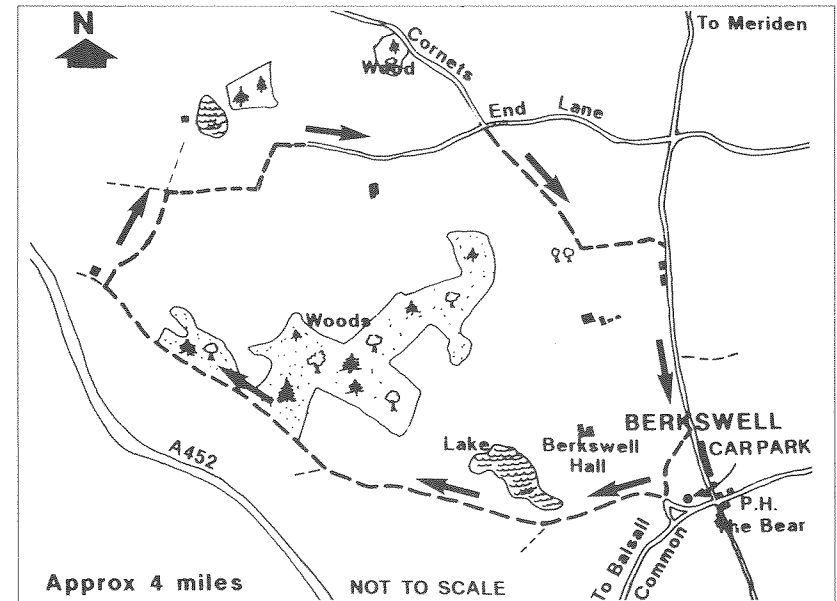 N
To Meriden
Cornets
Wood
End Lane
Woods
BERKSWELL
CAR PARK
Lake
Berkswell
Hall
A452
P.H.
The Bear
To Balsall
Common
Approx 4 miles
NOT TO SCALE